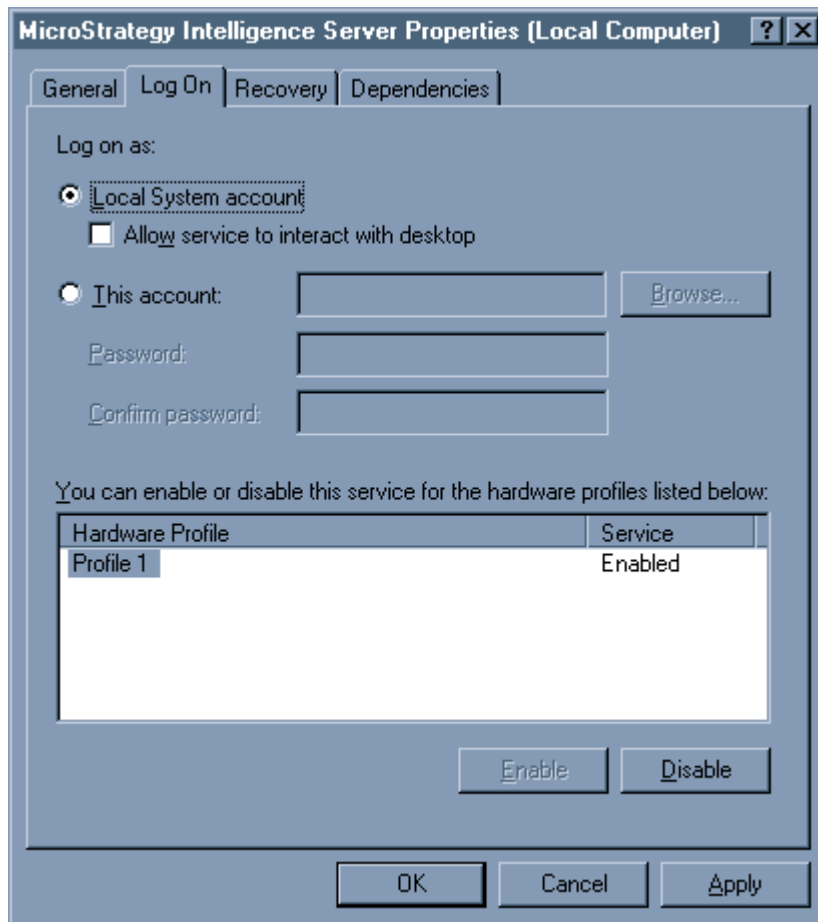 MicroStrategy Intelligence Server Properties (Local Computer) ? X
General Log On Recovery Dependencies
Log on as:
Local System account
Allow service to interact with desktop
This account: Browse...
Password:
Confirm password:
You can enable or disable this service for the hardware profiles listed below:
Hardware Profile Service
Profile 1 Enabled
Enable Disable
OK Cancel Apply